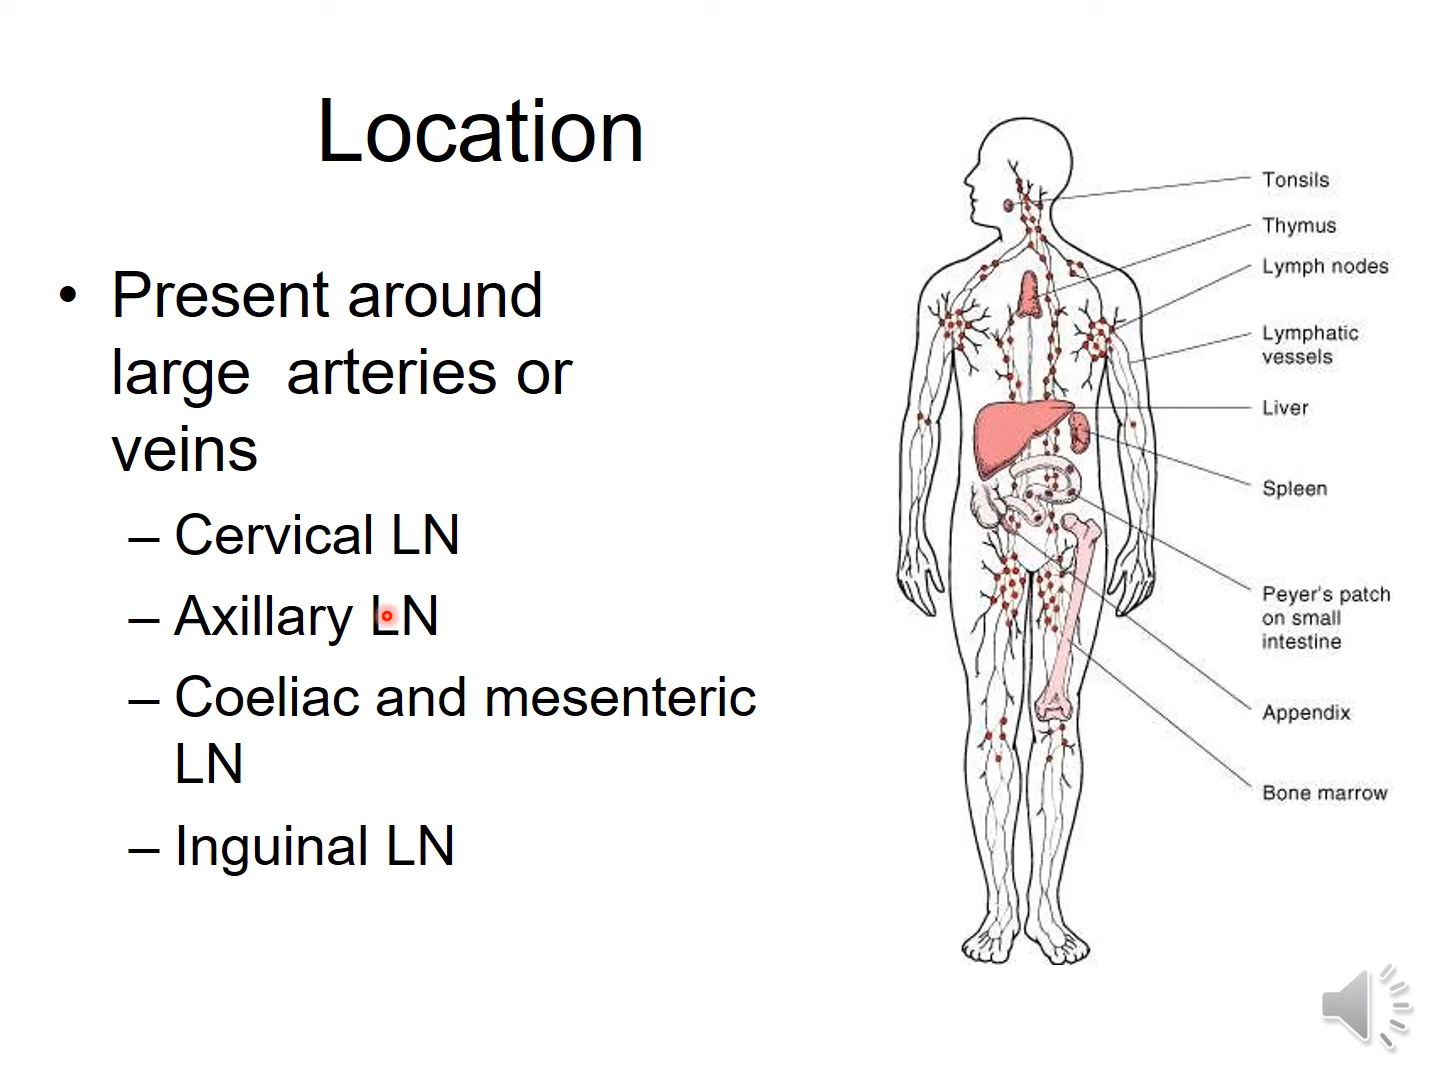 Location
• Present around
large  arteries or
veins
– Cervical LN
– Axillary LN
– Coeliac and mesenteric
LN
– Inguinal LN
Tonsils
Thymus
Lymph nodes
Lymphatic
vessels
Liver
Spleen
Peyer's patch
on small
intestine
Appendix
Bone marrow